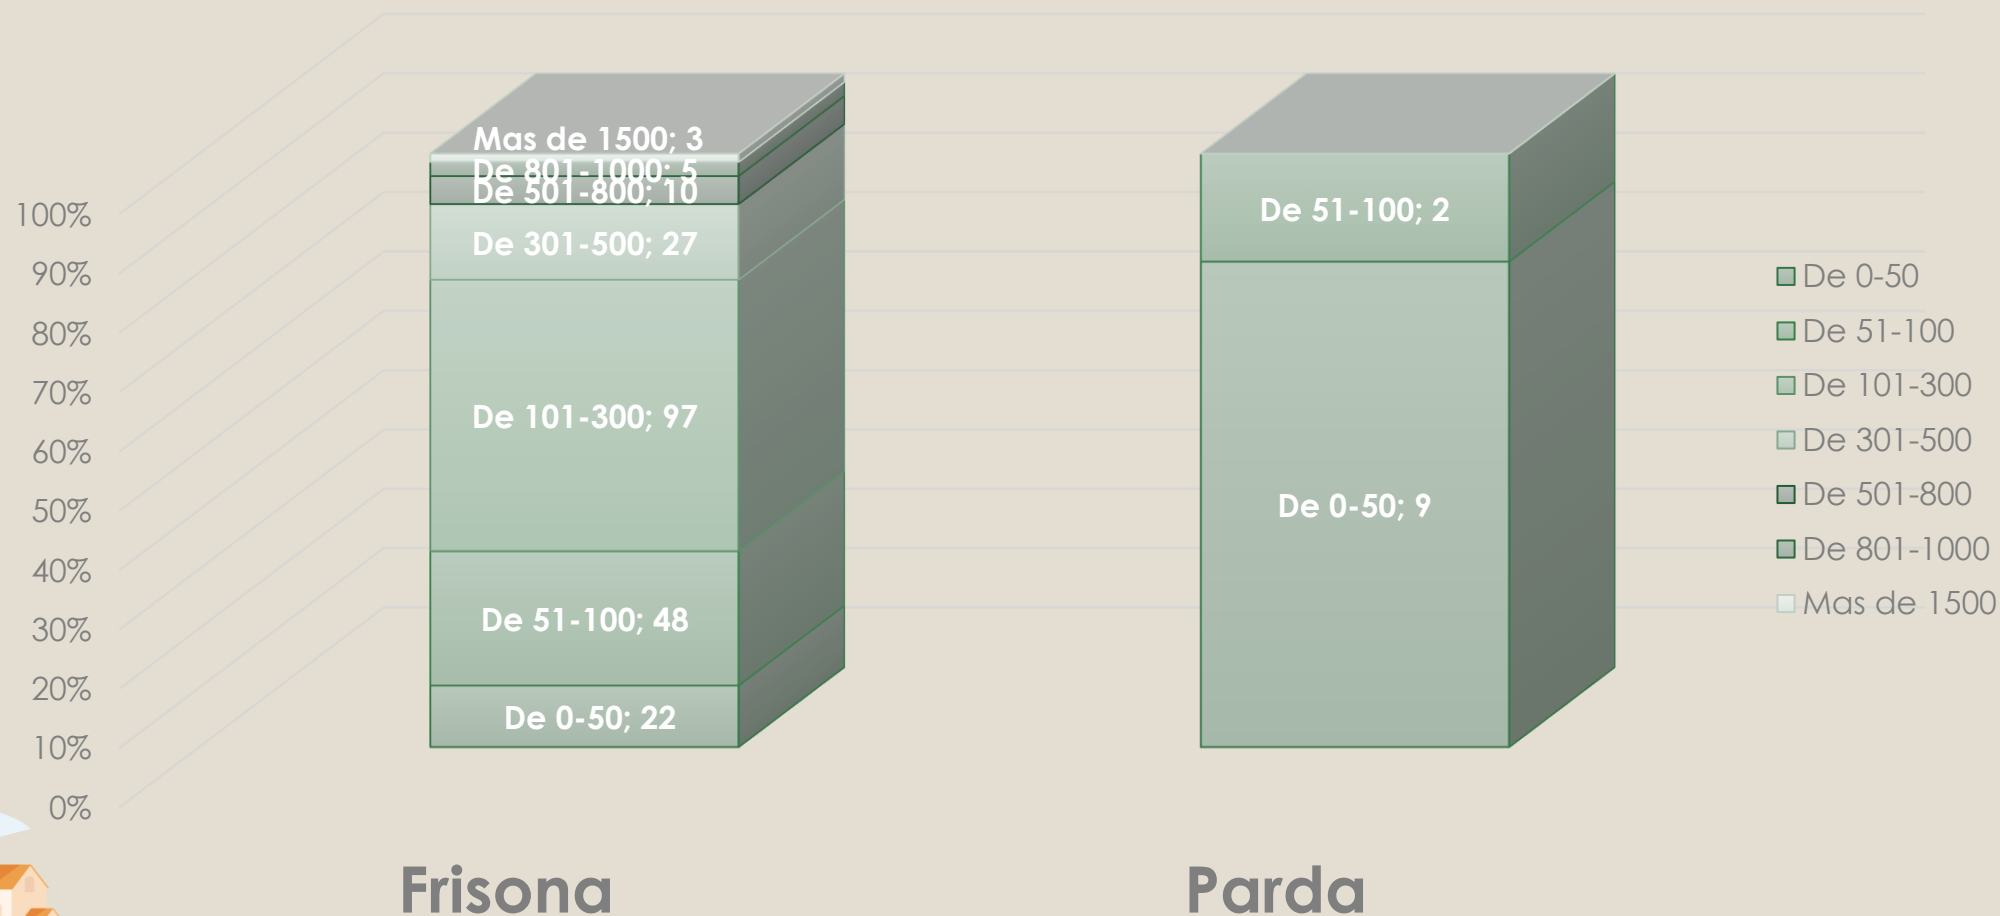 100%
90%
80%
70%
60%
50%
40%
30%
20%
10%
0%
Mas de 1500; 3
De 801-1000; 5
De 501-800; 10
De 301-500; 27
De 101-300; 97
De 51-100; 48
De 0-50; 22
De 51-100; 2
De 0-50; 9
De 0-50
De 51-100
De 101-300
De 301-500
De 501-800
De 801-1000
Mas de 1500
Frisona
Parda